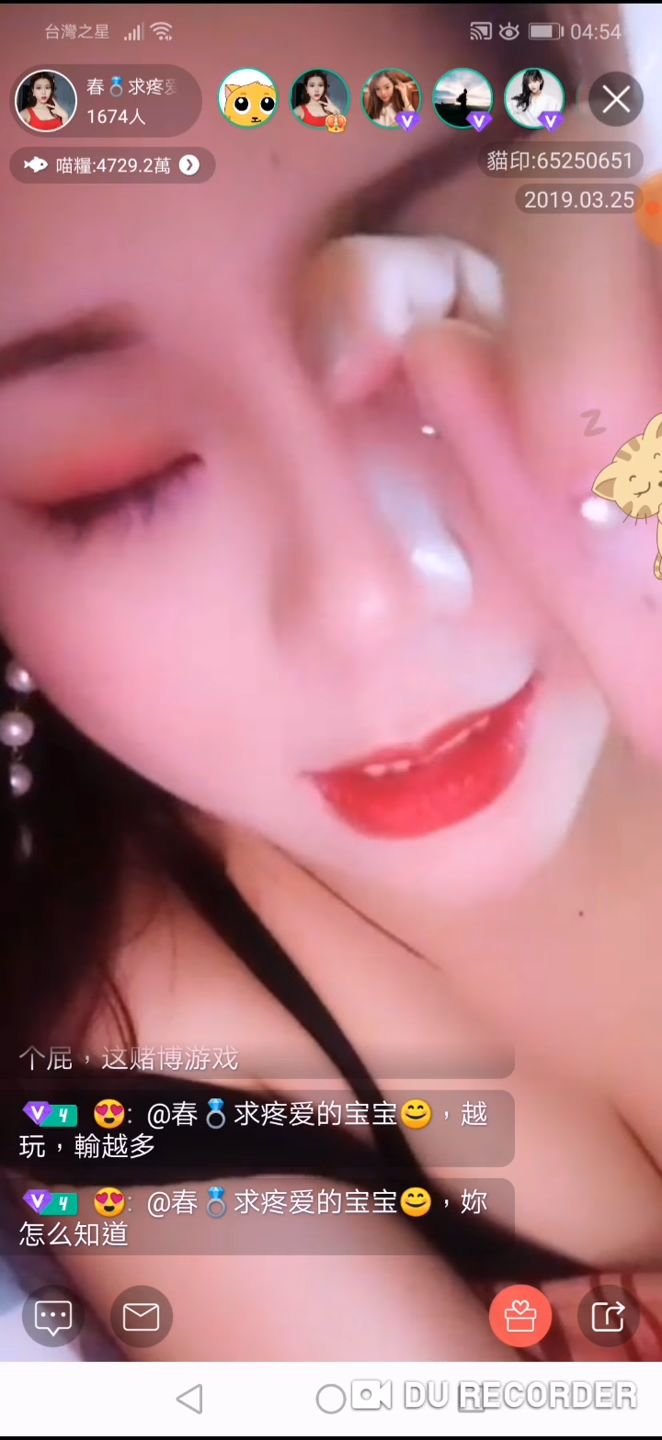 台灣之星
04:54
春💍求疼爱
1674人
喵糧:4729.2萬
貓印:65250651
2019.03.25
Z
个屁，这赌博游戏
V 4 😍: @春💍求疼爱的宝宝😊，越
玩，輸越多
V 4 😍: @春💍求疼爱的宝宝😊，妳
怎么知道
DU RECORDER